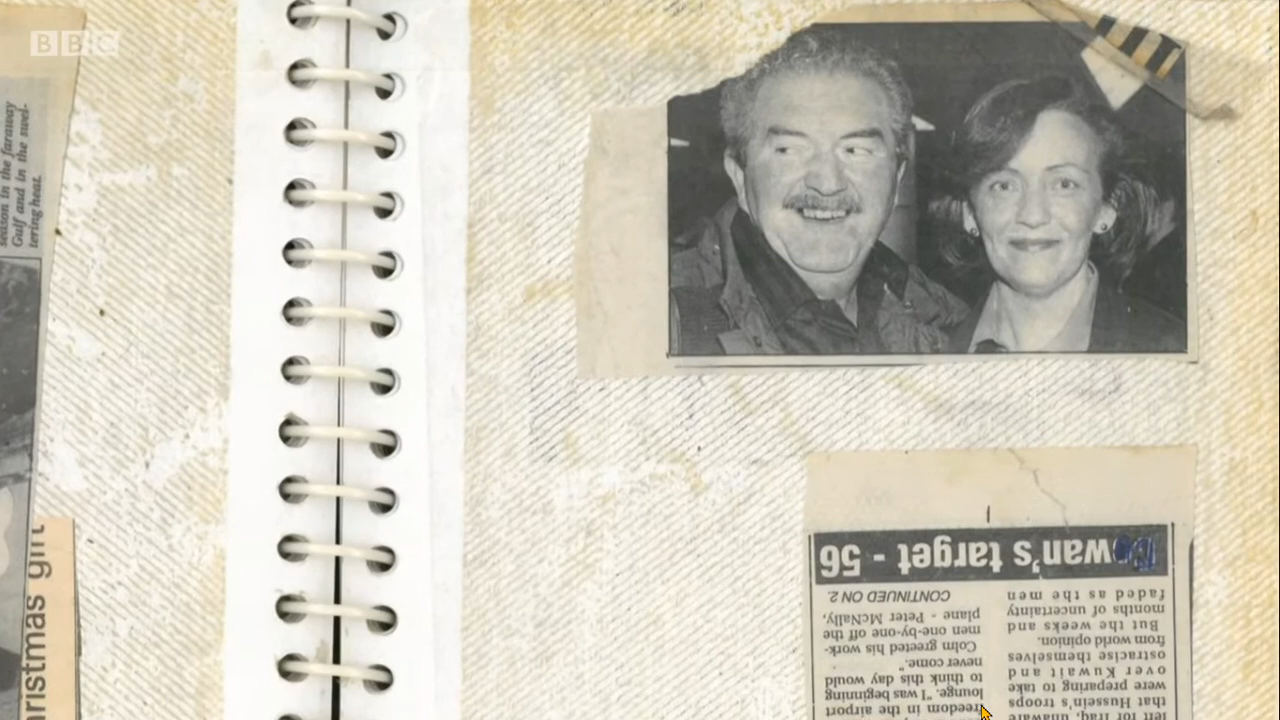 BBC
season in the faraway
Gulf and in the swel-
tering heat.
ristmas gift
left for Iraq, unaware
that Hussein's troops
were preparing to take
over Kuwait and
ostracise themselves
from world opinion.
But the weeks and
months of uncertainty
faded as the men
freedom in the airport
lounge. "I was beginning
to think this day would
never come."
Colm greeted his work-
men one-by-one off the
plane - Peter McNally,
CONTINUED ON 2.
wan's target - 56